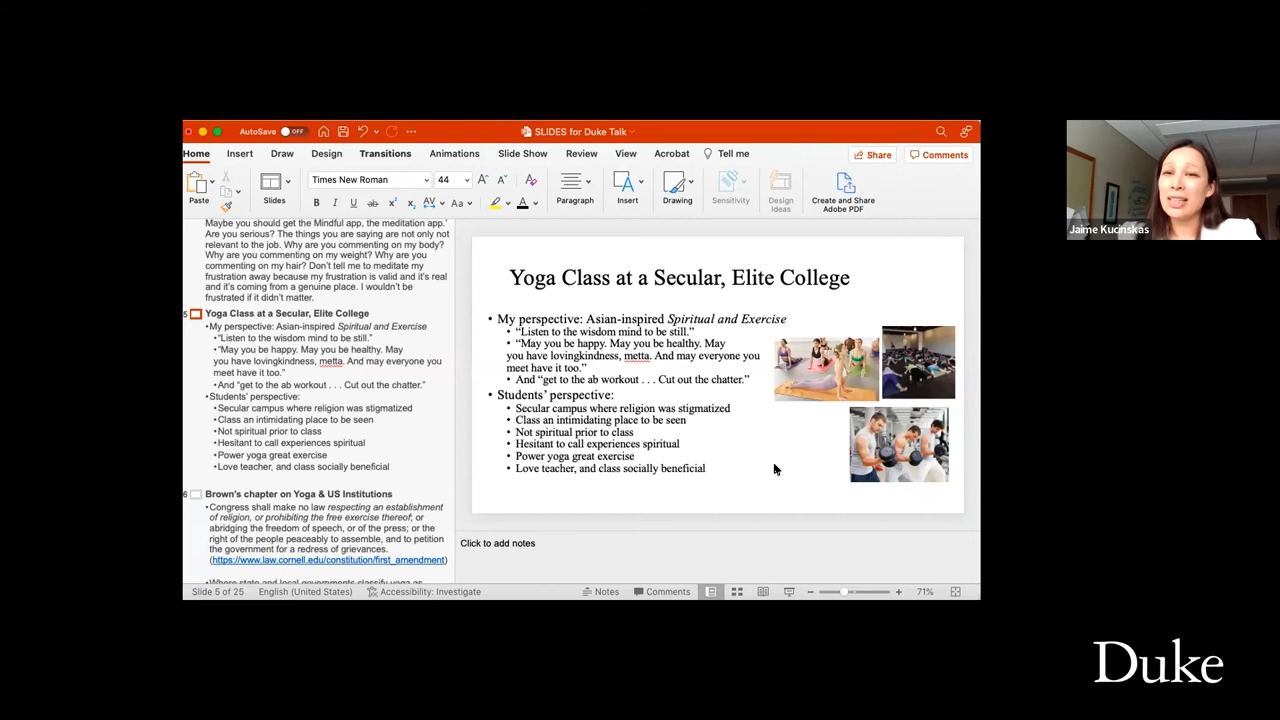 AutoSave OFF SLIDES for Duke Talk
Home Insert Draw Design Transitions Animations Slide Show Review View Acrobat Tell me Share Comments
Times New Roman 44
Paste Slides B I U ab x² x₂ AV Aa A Paragraph Insert Drawing Sensitivity Design Ideas Create and Share Adobe PDF
Maybe you should get the Mindful app, the meditation app.'
Are you serious? The things you are saying are not only not
relevant to the job. Why are you commenting on my body?
Why are you commenting on my weight? Why are you
commenting on my hair? Don't tell me to meditate my
frustration away because my frustration is valid and it's real
and it's coming from a genuine place. I wouldn't be
frustrated if it didn't matter.
5 Yoga Class at a Secular, Elite College
•My perspective: Asian-inspired Spiritual and Exercise
•"Listen to the wisdom mind to be still."
•"May you be happy. May you be healthy. May
you have lovingkindness, metta. And may everyone you
meet have it too."
•And "get to the ab workout . . . Cut out the chatter."
•Students' perspective:
•Secular campus where religion was stigmatized
•Class an intimidating place to be seen
•Not spiritual prior to class
•Hesitant to call experiences spiritual
•Power yoga great exercise
•Love teacher, and class socially beneficial
6 Brown's chapter on Yoga & US Institutions
•Congress shall make no law respecting an establishment
of religion, or prohibiting the free exercise thereof; or
abridging the freedom of speech, or of the press; or the
right of the people peaceably to assemble, and to petition
the government for a redress of grievances.
(https://www.law.cornell.edu/constitution/first_amendment)
•Where state and local governments classify yoga as
Yoga Class at a Secular, Elite College
• My perspective: Asian-inspired Spiritual and Exercise
• "Listen to the wisdom mind to be still."
• "May you be happy. May you be healthy. May
you have lovingkindness, metta. And may everyone you
meet have it too."
• And "get to the ab workout . . . Cut out the chatter."
• Students' perspective:
• Secular campus where religion was stigmatized
• Class an intimidating place to be seen
• Not spiritual prior to class
• Hesitant to call experiences spiritual
• Power yoga great exercise
• Love teacher, and class socially beneficial
Click to add notes
Slide 5 of 25 English (United States) Accessibility: Investigate Notes Comments 71%
Jaime Kucinskas
Duke